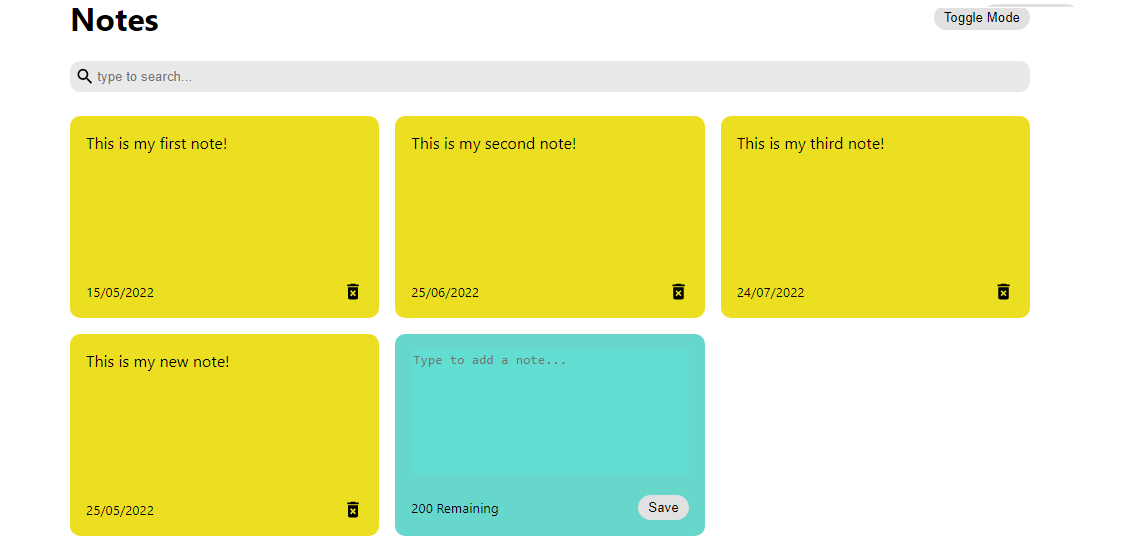 Notes
Toggle Mode
type to search...
This is my first note!
This is my second note!
This is my third note!
15/05/2022
25/06/2022
24/07/2022
This is my new note!
Type to add a note...
25/05/2022
200 Remaining
Save